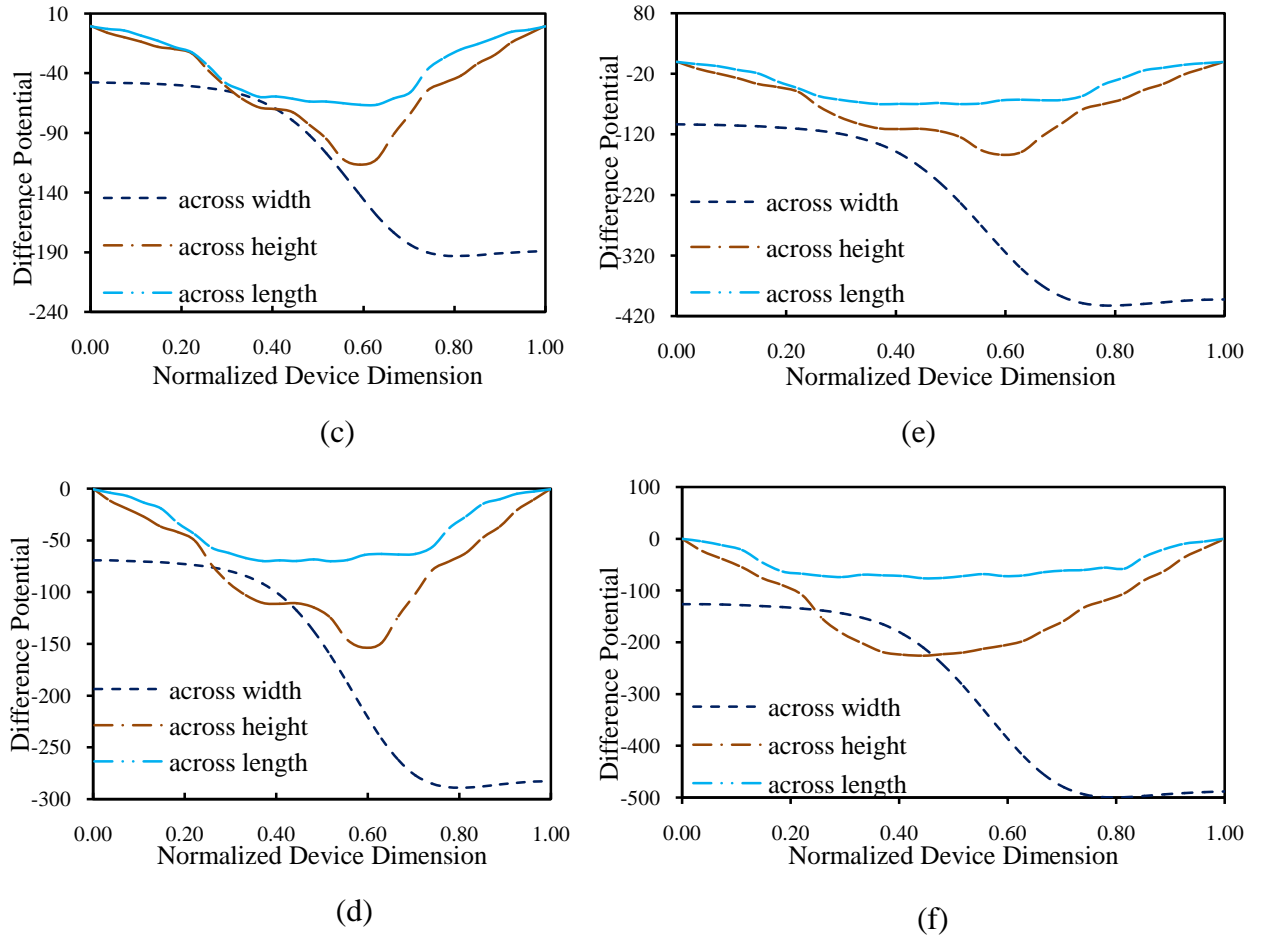 10
-40
-90
-140
-190
-240
Difference Potential
across width
across height
across length
0.00 0.20 0.40 0.60 0.80 1.00
Normalized Device Dimension
(c)
80
-20
-120
-220
-320
-420
Difference Potential
across width
across height
across length
0.00 0.20 0.40 0.60 0.80 1.00
Normalized Device Dimension
(e)
0
-50
-100
-150
-200
-250
-300
Difference Potential
across width
across height
across length
0.00 0.20 0.40 0.60 0.80 1.00
Normalized Device Dimension
(d)
100
0
-100
-200
-300
-400
-500
Difference Potential
across width
across height
across length
0.00 0.20 0.40 0.60 0.80 1.00
Normalized Device Dimension
(f)